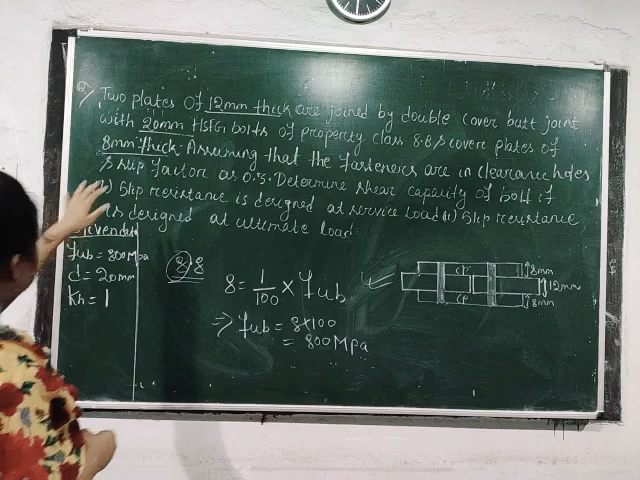 Q) Two plates of 12mm thick are joined by double cover butt joint
with 20mm HSFG bolts of property class 8.8 & cover plates of
8mm thick. Assuming that the fasteners are in clearance holes
& slip factor as 0.5. Determine shear capacity of bolt if
Slip resistance is designed at service load (ii) Slip resistance
is designed at ultimate load.
Given data
fub = 800MPa
d = 20mm
Kh = 1
8.8
8 = 1/100 × fub
⇒ fub = 8×100
= 800MPa
8mm
12mm
8mm